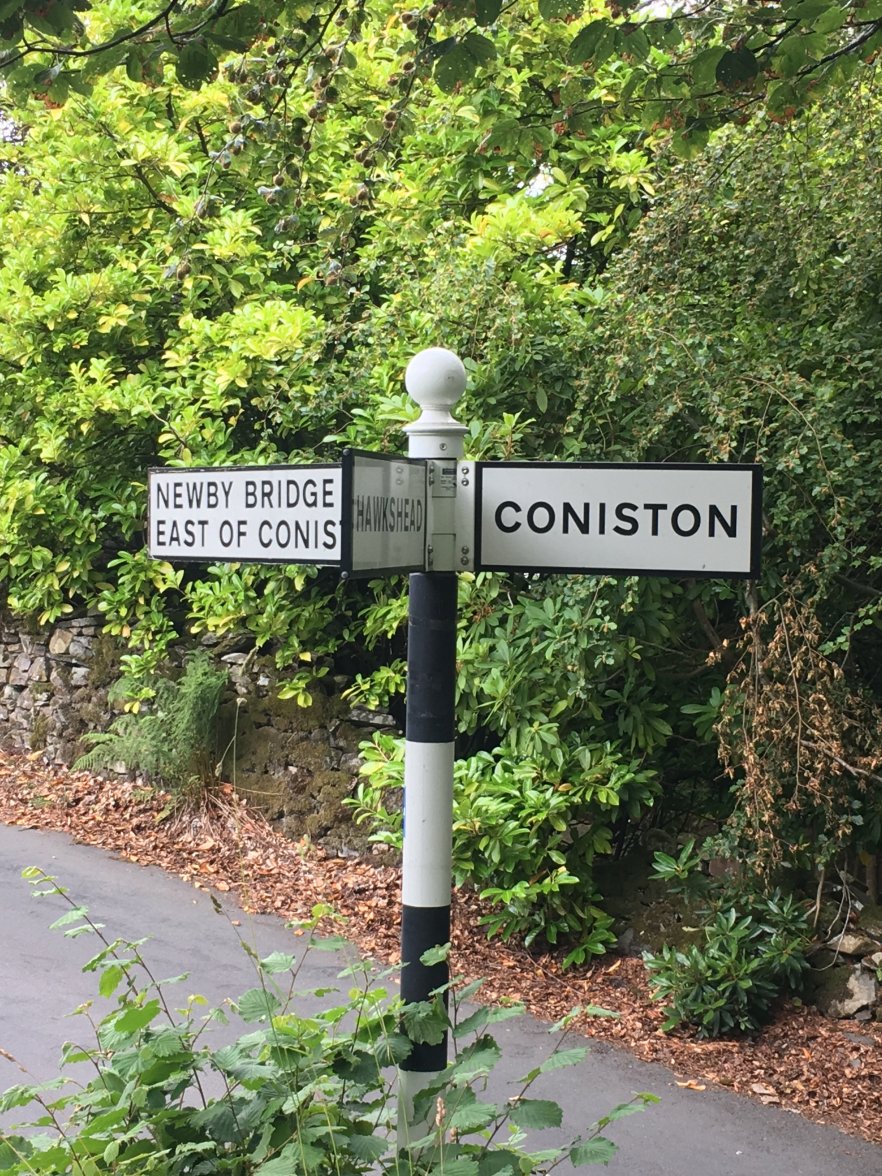 NEWBY BRIDGE
EAST OF CONIS
HAWKSHEAD
CONISTON